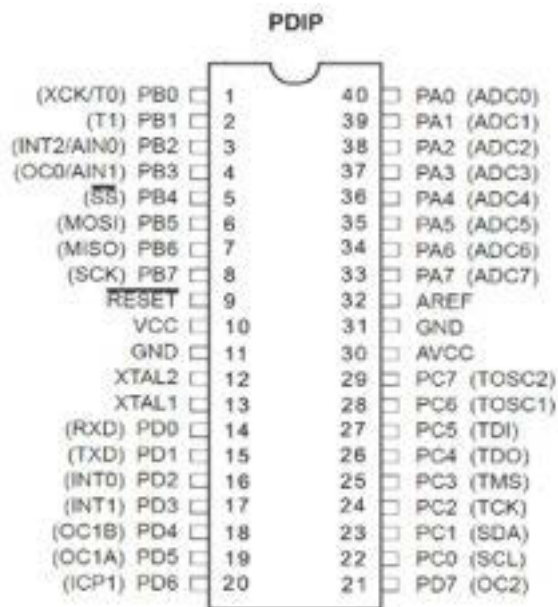 PDIP
(XCK/T0) PB0 1 40 PA0 (ADC0)
(T1) PB1 2 39 PA1 (ADC1)
(INT2/AIN0) PB2 3 38 PA2 (ADC2)
(OC0/AIN1) PB3 4 37 PA3 (ADC3)
(SS) PB4 5 36 PA4 (ADC4)
(MOSI) PB5 6 35 PA5 (ADC5)
(MISO) PB6 7 34 PA6 (ADC6)
(SCK) PB7 8 33 PA7 (ADC7)
RESET 9 32 AREF
VCC 10 31 GND
GND 11 30 AVCC
XTAL2 12 29 PC7 (TOSC2)
XTAL1 13 28 PC6 (TOSC1)
(RXD) PD0 14 27 PC5 (TDI)
(TXD) PD1 15 26 PC4 (TDO)
(INT0) PD2 16 25 PC3 (TMS)
(INT1) PD3 17 24 PC2 (TCK)
(OC1B) PD4 18 23 PC1 (SDA)
(OC1A) PD5 19 22 PC0 (SCL)
(ICP1) PD6 20 21 PD7 (OC2)